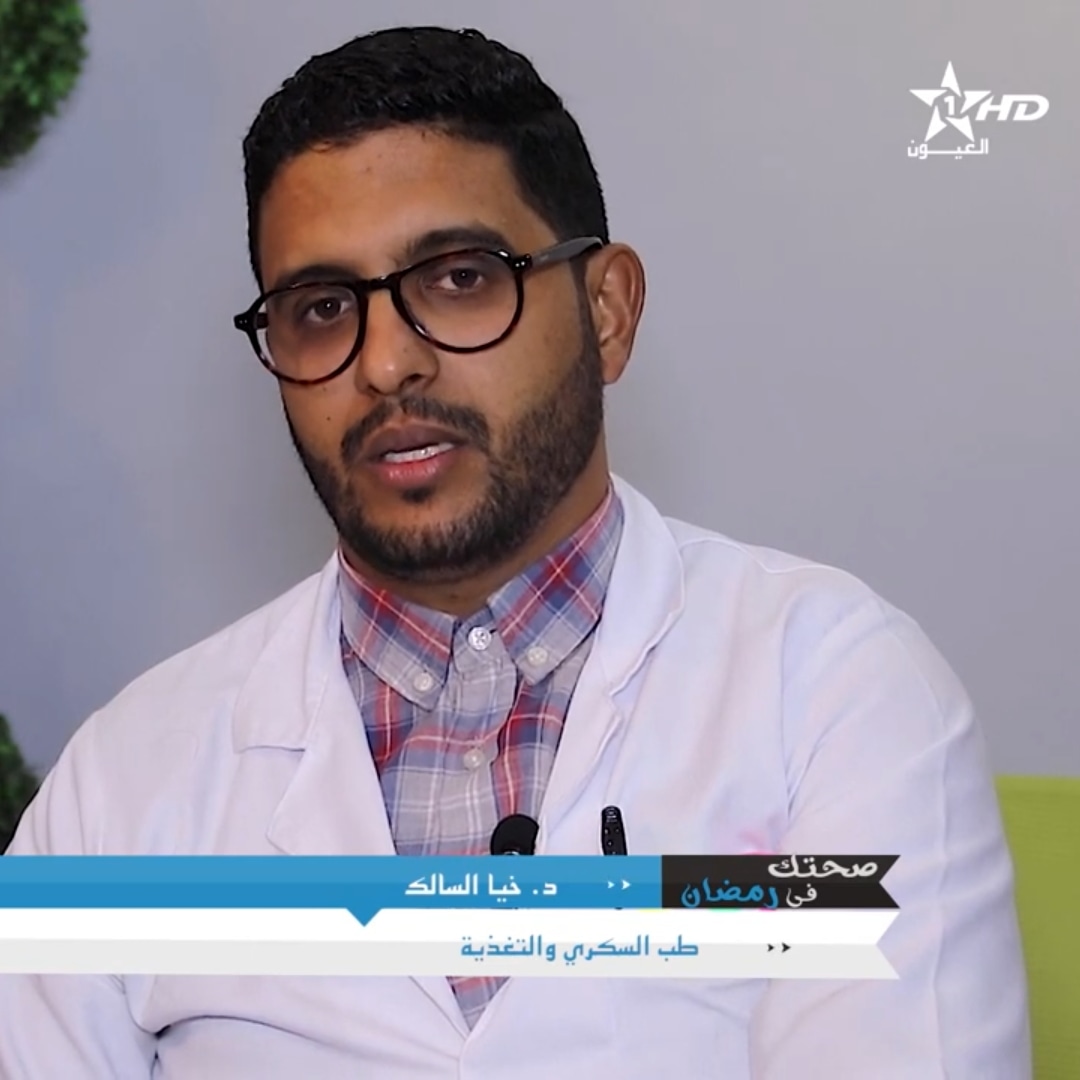 1 HD
العيون
صحتك
في رمضان
د. خيا السالك
طب السكري والتغذية